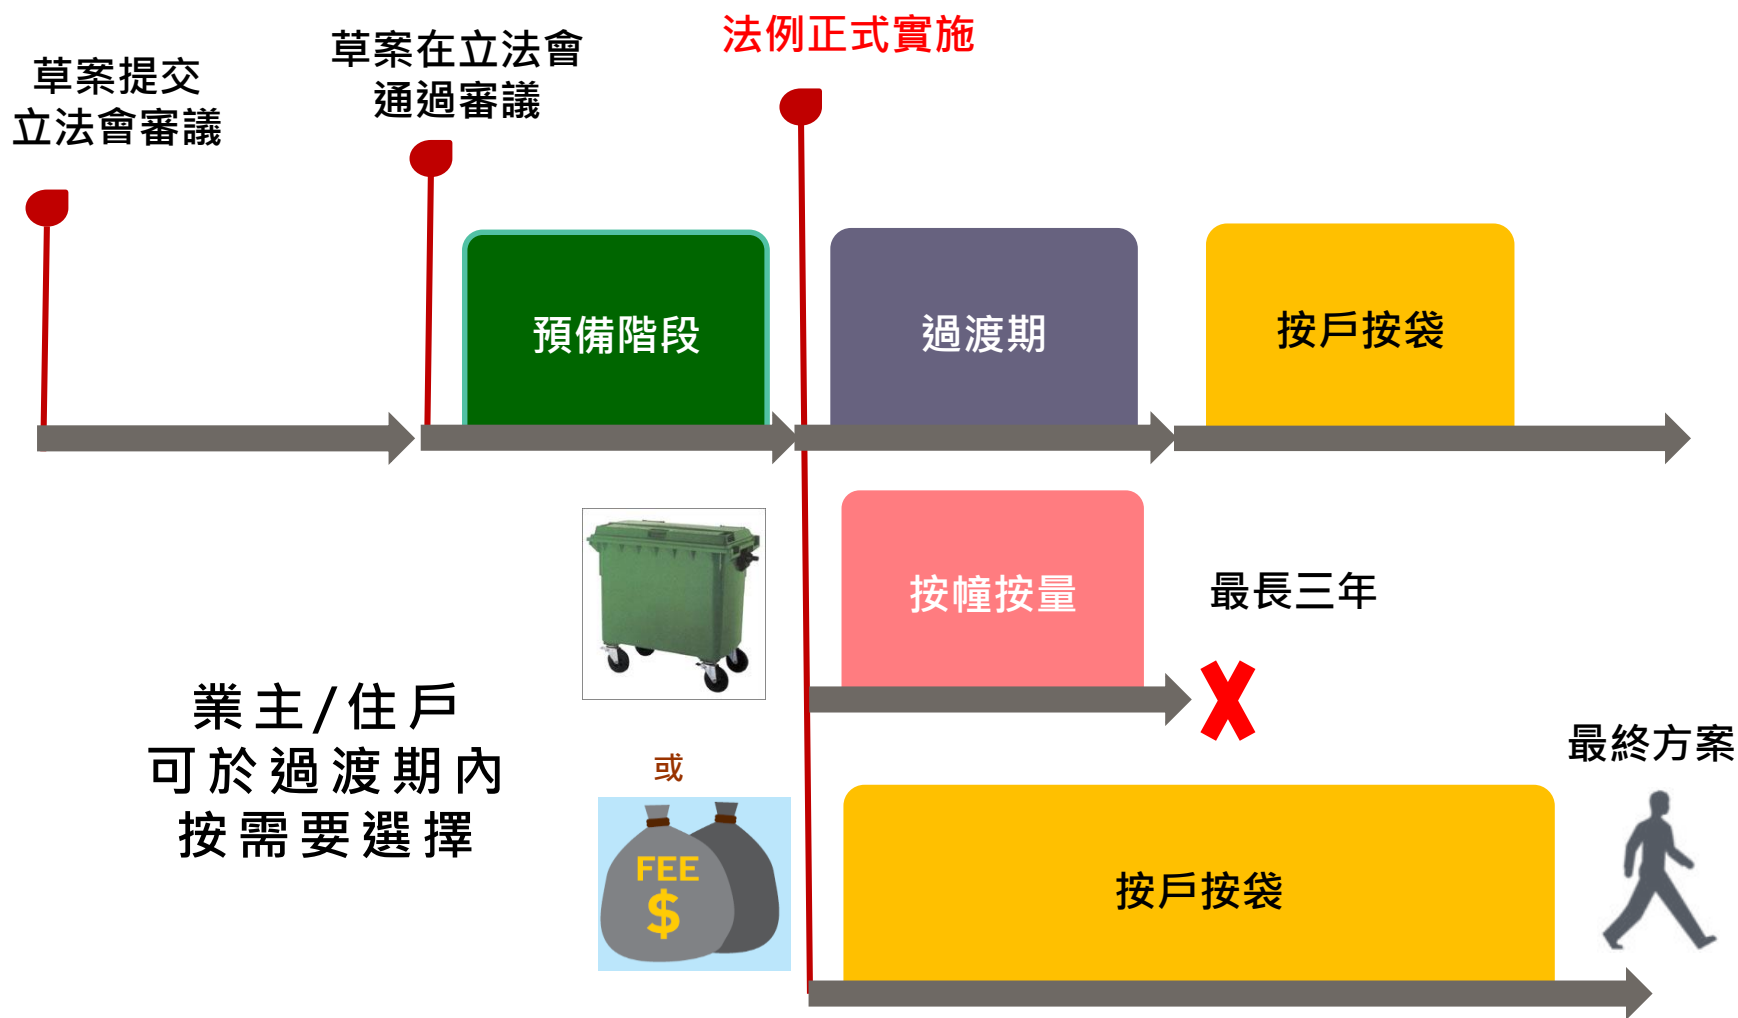 草案提交
立法會審議
草案在立法會
通過審議
法例正式實施
預備階段
過渡期
按戶按袋
按幢按量
最長三年
業主/住戶
可於過渡期內
按需要選擇
或
FEE
$
按戶按袋
最終方案